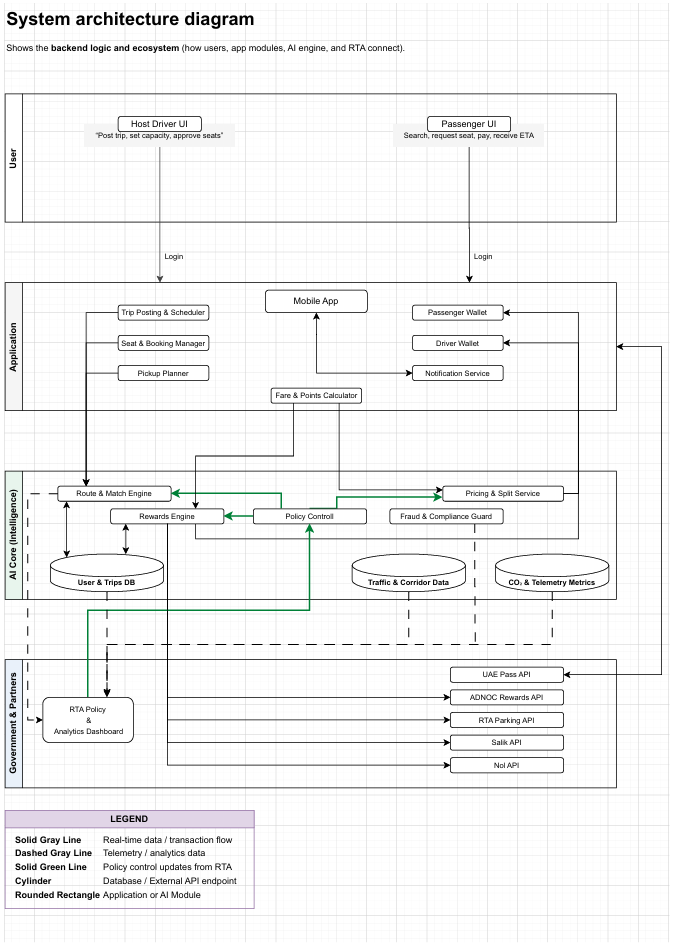 System architecture diagram
Shows the backend logic and ecosystem (how users, app modules, AI engine, and RTA connect).
User
Host Driver UI
"Post trip, set capacity, approve seats"
Passenger UI
Search, request seat, pay, receive ETA
Login
Login
Application
Mobile App
Trip Posting & Scheduler
Passenger Wallet
Seat & Booking Manager
Driver Wallet
Pickup Planner
Notification Service
Fare & Points Calculator
AI Core (Intelligence)
Route & Match Engine
Pricing & Split Service
Rewards Engine
Policy Controll
Fraud & Compliance Guard
User & Trips DB
Traffic & Corridor Data
CO₂ & Telemetry Metrics
Government & Partners
UAE Pass API
ADNOC Rewards API
RTA Policy
&
Analytics Dashboard
RTA Parking API
Salik API
Nol API
LEGEND
Solid Gray Line Real-time data / transaction flow
Dashed Gray Line Telemetry / analytics data
Solid Green Line Policy control updates from RTA
Cylinder Database / External API endpoint
Rounded Rectangle Application or AI Module